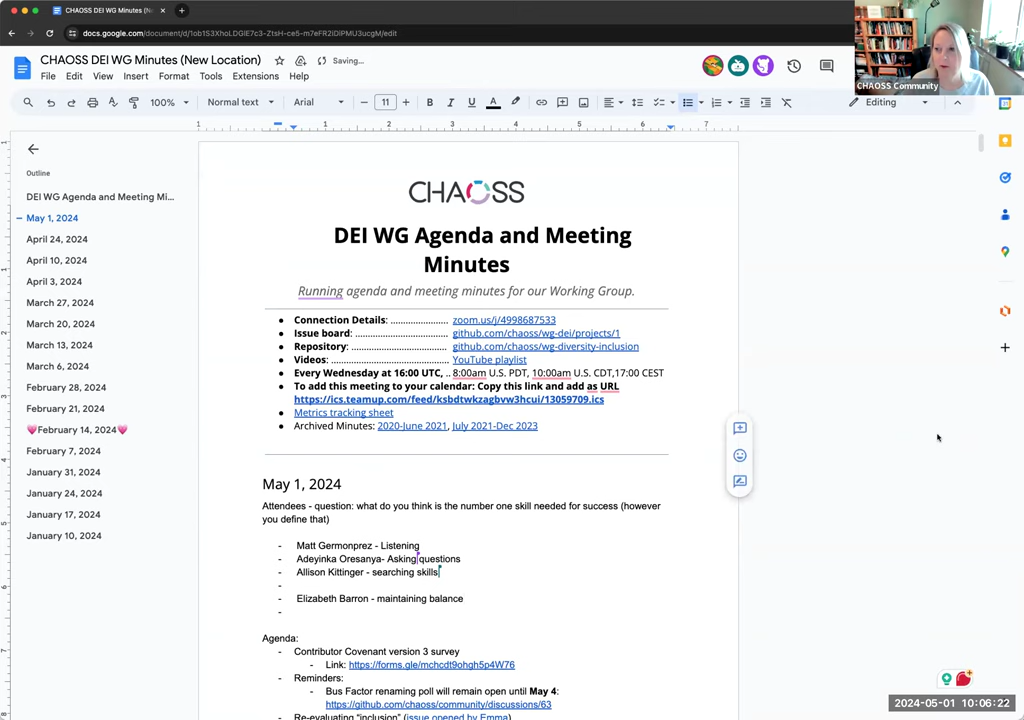 CHAOSS DEI WG Minutes (N
docs.google.com/document/d/1ob1S3XhoLDGlE7c3-ZtsH-ce5-m7eFR2iDlPMU3ucgM/edit
CHAOSS DEI WG Minutes (New Location)
Saving...
File Edit View Insert Format Tools Extensions Help
100% Normal text Arial 11 B I U A Editing
CHAOSS Community
1 1 2 3 4 5 6 7
Outline
DEI WG Agenda and Meeting Mi...
May 1, 2024
April 24, 2024
April 10, 2024
April 3, 2024
March 27, 2024
March 20, 2024
March 13, 2024
March 6, 2024
February 28, 2024
February 21, 2024
💗February 14, 2024💗
February 7, 2024
January 31, 2024
January 24, 2024
January 17, 2024
January 10, 2024
CHAOSS
DEI WG Agenda and Meeting
Minutes
Running agenda and meeting minutes for our Working Group.
● Connection Details: ...................... zoom.us/j/4998687533
● Issue board: .................................. github.com/chaoss/wg-dei/projects/1
● Repository: ................................... github.com/chaoss/wg-diversity-inclusion
● Videos: .......................................... YouTube playlist
● Every Wednesday at 16:00 UTC, .. 8:00am U.S. PDT, 10:00am U.S. CDT,17:00 CEST
● To add this meeting to your calendar: Copy this link and add as URL
https://ics.teamup.com/feed/ksbdtwkzagbvw3hcui/13059709.ics
● Metrics tracking sheet
● Archived Minutes: 2020-June 2021, July 2021-Dec 2023
May 1, 2024
Attendees - question: what do you think is the number one skill needed for success (however
you define that)
- Matt Germonprez - Listening
- Adeyinka Oresanya- Asking questions
- Allison Kittinger - searching skills
-
- Elizabeth Barron - maintaining balance
-
Agenda:
- Contributor Covenant version 3 survey
- Link: https://forms.gle/mchcdt9ohgh5p4W76
- Reminders:
- Bus Factor renaming poll will remain open until May 4:
https://github.com/chaoss/community/discussions/63
- Re-evaluating "inclusion" (issue opened by Emma)
2024-05-01 10:06:22